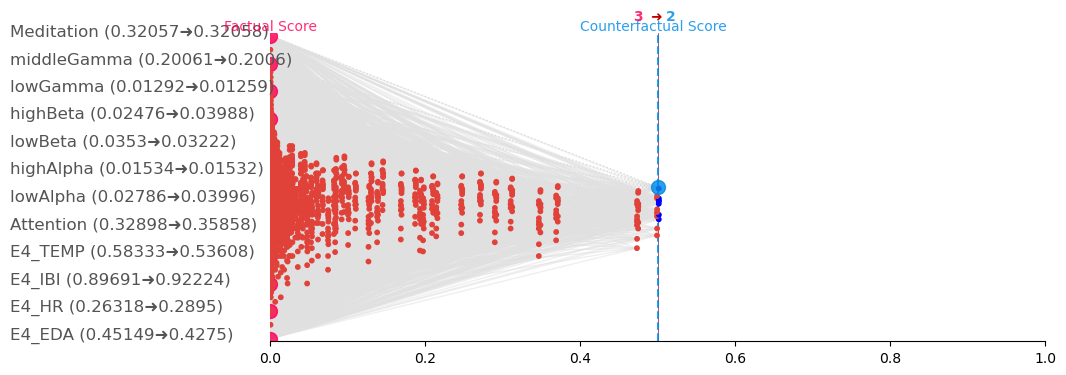 3 ➔ 2
Factual Score
Counterfactual Score
Meditation (0.32057➔0.32058)
middleGamma (0.20061➔0.2006)
lowGamma (0.01292➔0.01259)
highBeta (0.02476➔0.03988)
lowBeta (0.0353➔0.03222)
highAlpha (0.01534➔0.01532)
lowAlpha (0.02786➔0.03996)
Attention (0.32898➔0.35858)
E4_TEMP (0.58333➔0.53608)
E4_IBI (0.89691➔0.92224)
E4_HR (0.26318➔0.2895)
E4_EDA (0.45149➔0.4275)
0.0 0.2 0.4 0.6 0.8 1.0